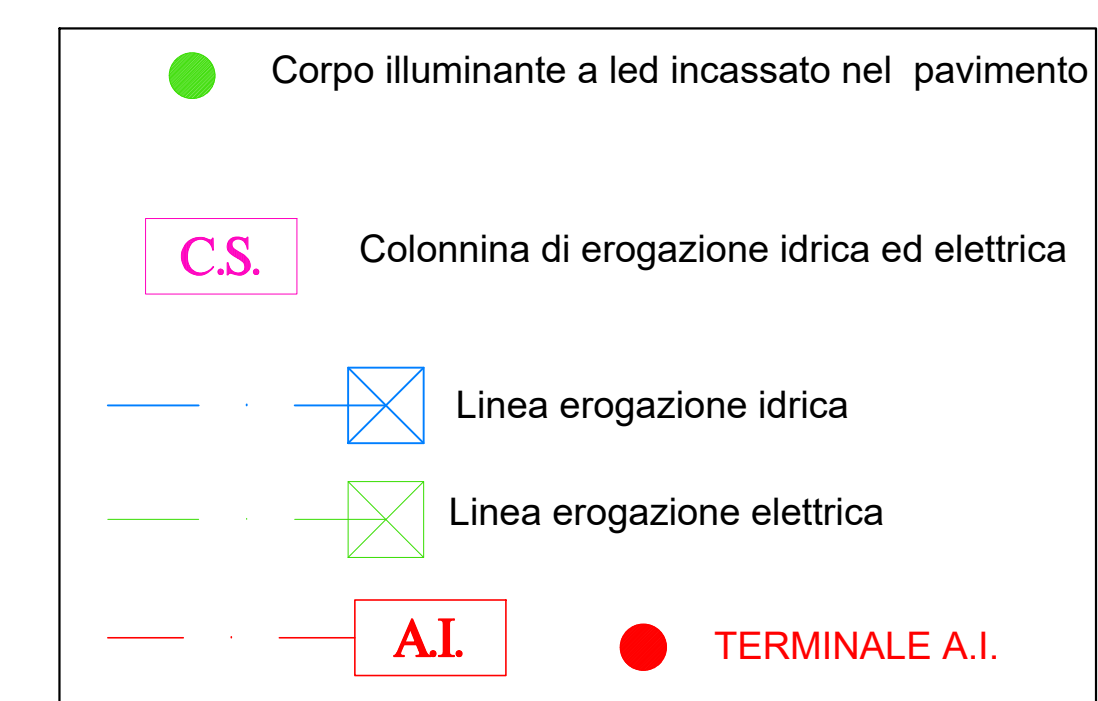 Corpo illuminante a led incassato nel pavimento
C.S. Colonnina di erogazione idrica ed elettrica
Linea erogazione idrica
Linea erogazione elettrica
A.I. TERMINALE A.I.